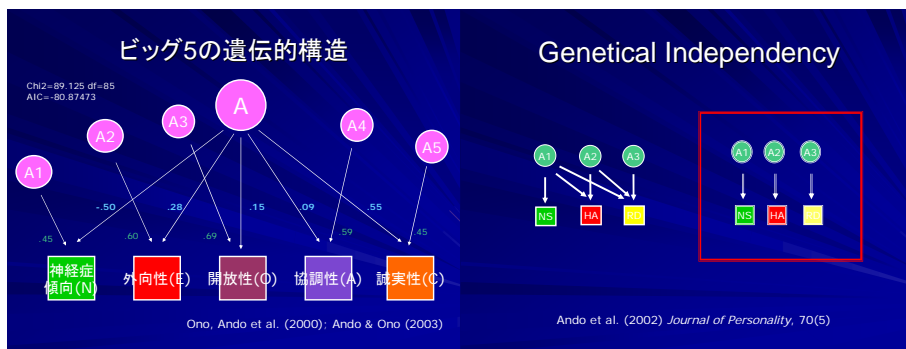 ビッグ5の遺伝的構造
Chi2=89.125 df=85
AIC=-80.87473
A
A1
A2
A3
A4
A5
-.50
.28
.15
.09
.55
.45
.60
.69
.59
.45
神経症
傾向(N)
外向性(E)
開放性(O)
協調性(A)
誠実性(C)
Ono, Ando et al. (2000); Ando & Ono (2003)
Genetical Independency
A1 A2 A3
NS HA RD
A1 A2 A3
NS HA RD
Ando et al. (2002) Journal of Personality, 70(5)